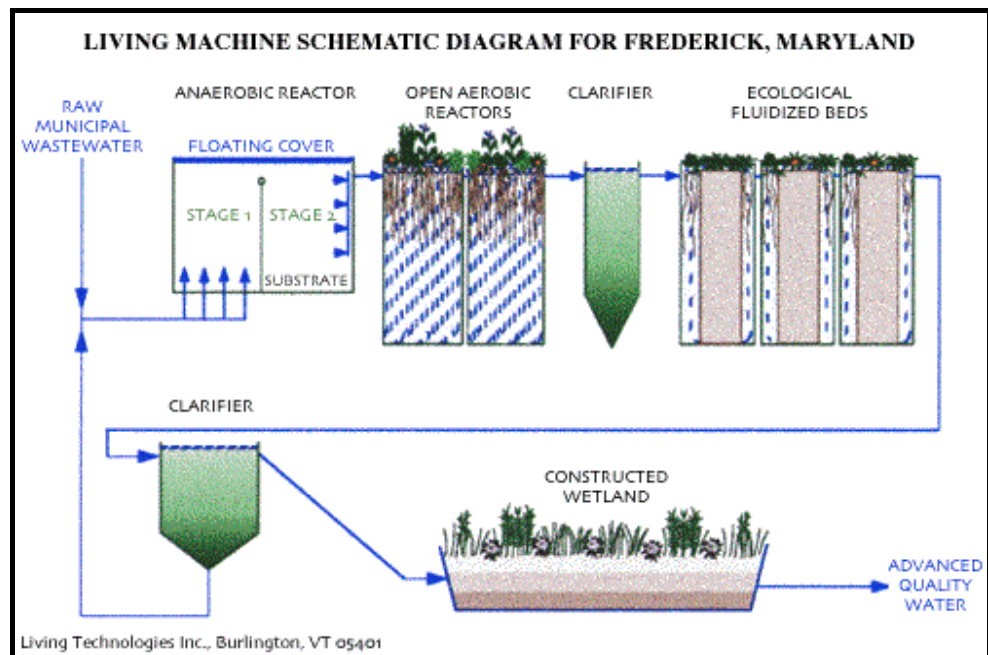 LIVING MACHINE SCHEMATIC DIAGRAM FOR FREDERICK, MARYLAND
RAW
MUNICIPAL
WASTEWATER
ANAEROBIC REACTOR
FLOATING COVER
STAGE 1
STAGE 2
SUBSTRATE
OPEN AEROBIC
REACTORS
CLARIFIER
ECOLOGICAL
FLUIDIZED BEDS
CLARIFIER
CONSTRUCTED
WETLAND
ADVANCED
QUALITY
WATER
Living Technologies Inc., Burlington, VT 05401